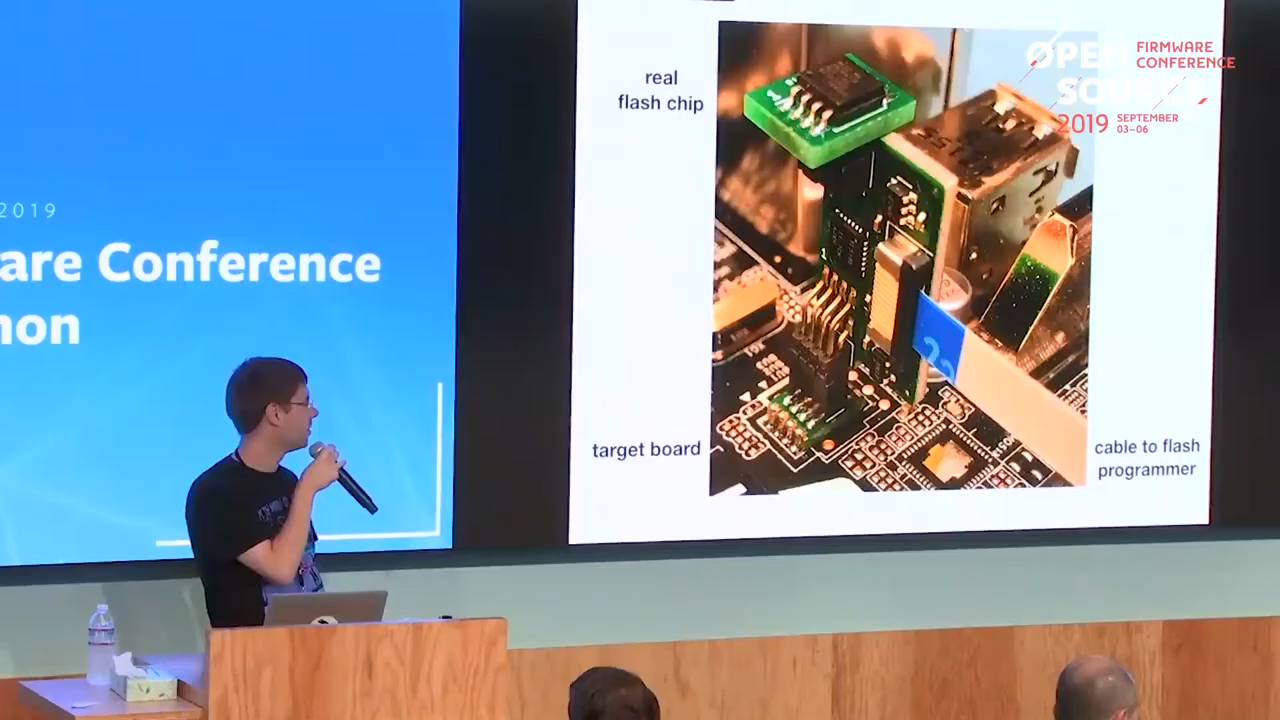 2019
are Conference
non
real
flash chip
target board
cable to flash
programmer
OPEN
SOURCE
FIRMWARE
CONFERENCE
2019
SEPTEMBER
03–06